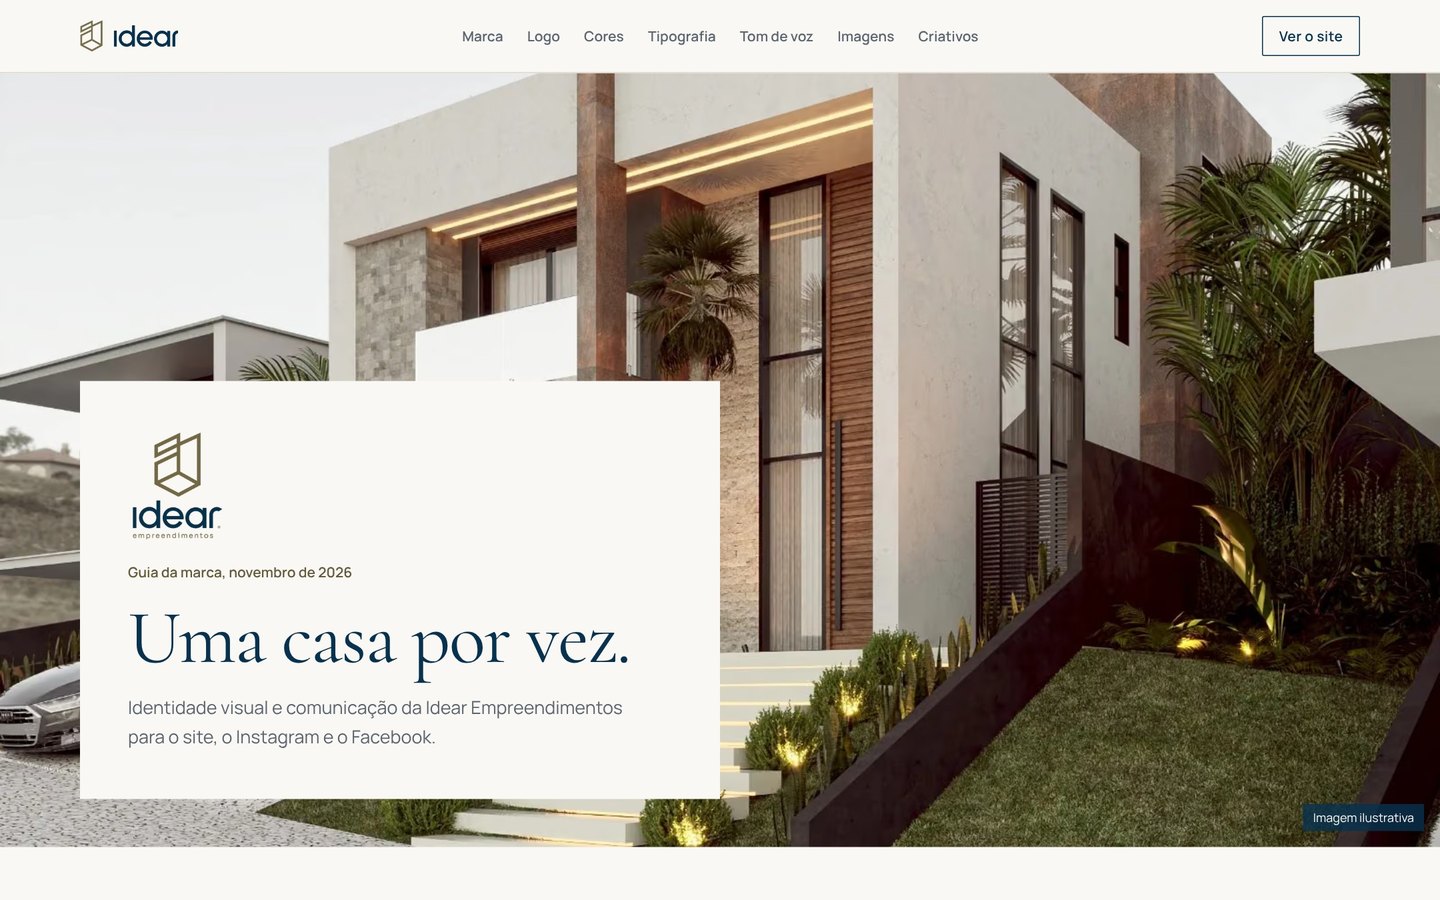 idear
Marca
Logo
Cores
Tipografia
Tom de voz
Imagens
Criativos
Ver o site
idear
empreendimentos
Guia da marca, novembro de 2026
Uma casa por vez.
Identidade visual e comunicação da Idear Empreendimentos
para o site, o Instagram e o Facebook.
Imagem ilustrativa